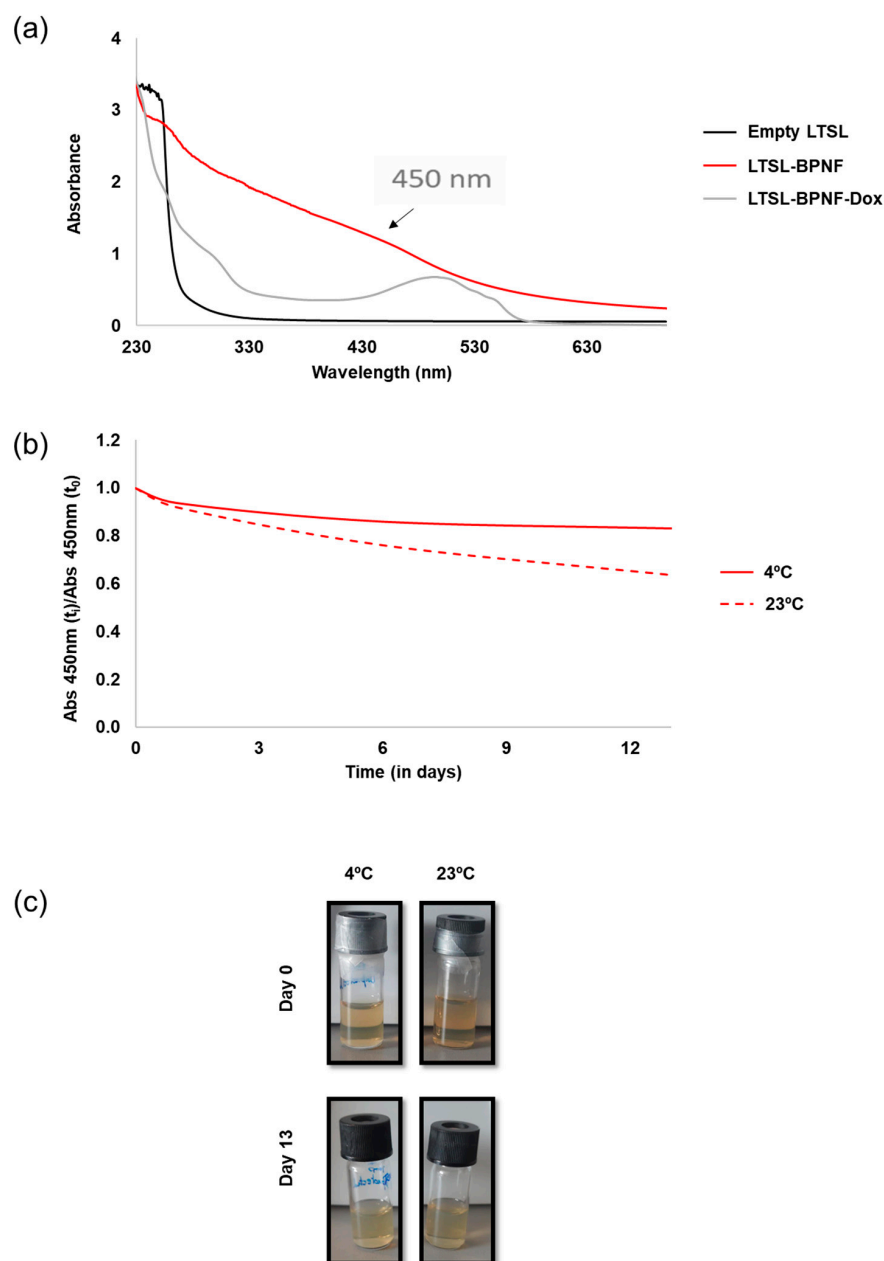 (a)
4
3
2
1
0
Absorbance
450 nm
230 330 430 530 630
Wavelength (nm)
Empty LTSL
LTSL-BPNF
LTSL-BPNF-Dox
(b)
1.2
1.0
0.8
0.6
0.4
0.2
0.0
Abs 450nm (tᵢ)/Abs 450nm (t₀)
0 3 6 9 12
Time (in days)
4ºC
23ºC
(c)
4ºC 23ºC
Day 0
Day 13